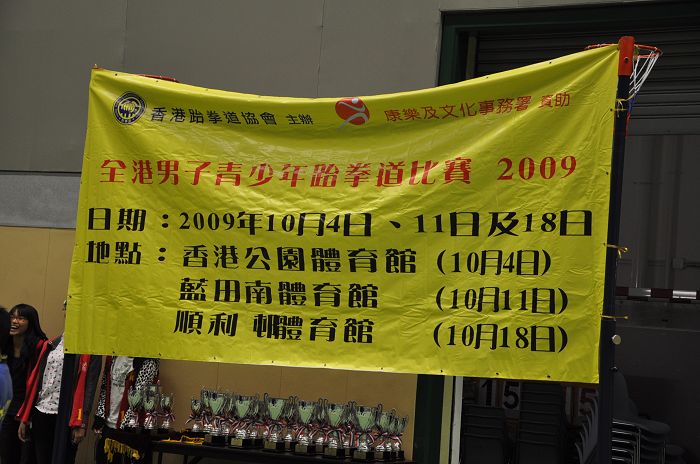 香港跆拳道協會 主辦 康樂及文化事務署 資助
全港男子青少年跆拳道比賽 2009
日期：2009年10月4日、11日及18日
地點：香港公園體育館 (10月4日)
藍田南體育館 (10月11日)
順利邨體育館 (10月18日)
15